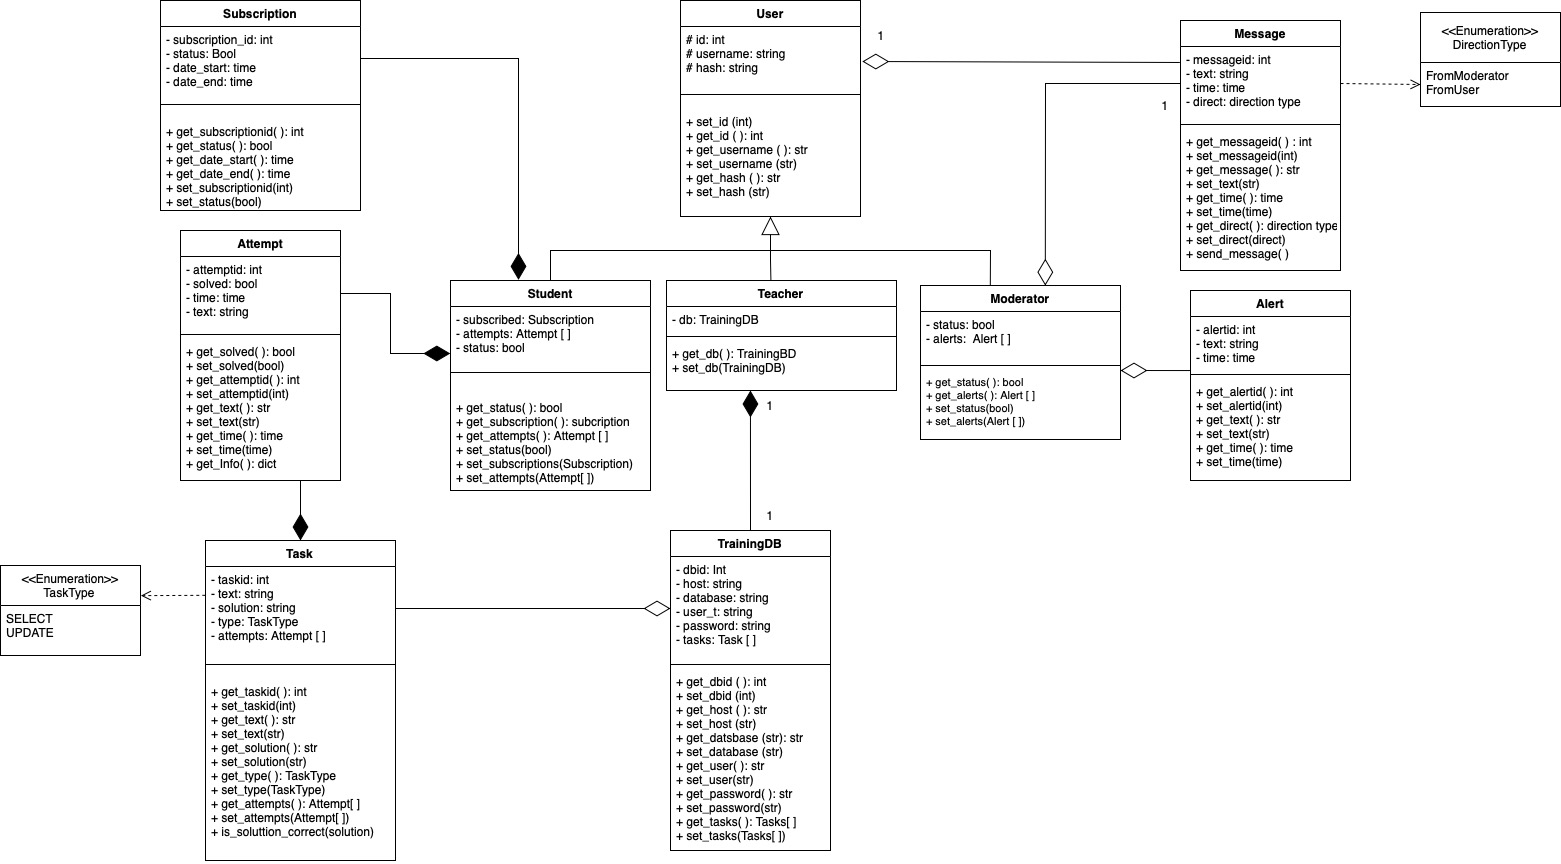 Subscription
- subscription_id: int
- status: Bool
- date_start: time
- date_end: time
+ get_subscriptionid( ): int
+ get_status( ): bool
+ get_date_start( ): time
+ get_date_end( ): time
+ set_subscriptionid(int)
+ set_status(bool)
User
# id: int
# username: string
# hash: string
+ set_id (int)
+ get_id ( ): int
+ get_username ( ): str
+ set_username (str)
+ get_hash ( ): str
+ set_hash (str)
1
1
Message
- messageid: int
- text: string
- time: time
- direct: direction type
+ get_messageid( ) : int
+ set_messageid(int)
+ get_message( ): str
+ set_text(str)
+ get_time( ): time
+ set_time(time)
+ get_direct( ): direction type
+ set_direct(direct)
+ send_message( )
<<Enumeration>>
DirectionType
FromModerator
FromUser
Attempt
- attemptid: int
- solved: bool
- time: time
- text: string
+ get_solved( ): bool
+ set_solved(bool)
+ get_attemptid( ): int
+ set_attemptid(int)
+ get_text( ): str
+ set_text(str)
+ get_time( ): time
+ set_time(time)
+ get_Info( ): dict
Student
- subscribed: Subscription
- attempts: Attempt [ ]
- status: bool
+ get_status( ): bool
+ get_subscription( ): subcription
+ get_attempts( ): Attempt [ ]
+ set_status(bool)
+ set_subscriptions(Subscription)
+ set_attempts(Attempt[ ])
Teacher
- db: TrainingDB
+ get_db( ): TrainingBD
+ set_db(TrainingDB)
1
1
Moderator
- status: bool
- alerts:  Alert [ ]
+ get_status( ): bool
+ get_alerts( ): Alert [ ]
+ set_status(bool)
+ set_alerts(Alert [ ])
Alert
- alertid: int
- text: string
- time: time
+ get_alertid( ): int
+ set_alertid(int)
+ get_text( ): str
+ set_text(str)
+ get_time( ): time
+ set_time(time)
<<Enumeration>>
TaskType
SELECT
UPDATE
Task
- taskid: int
- text: string
- solution: string
- type: TaskType
- attempts: Attempt [ ]
+ get_taskid( ): int
+ set_taskid(int)
+ get_text( ): str
+ set_text(str)
+ get_solution( ): str
+ set_solution(str)
+ get_type( ): TaskType
+ set_type(TaskType)
+ get_attempts( ): Attempt[ ]
+ set_attempts(Attempt[ ])
+ is_soluttion_correct(solution)
TrainingDB
- dbid: Int
- host: string
- database: string
- user_t: string
- password: string
- tasks: Task [ ]
+ get_dbid ( ): int
+ set_dbid (int)
+ get_host ( ): str
+ set_host (str)
+ get_datsbase (str): str
+ set_database (str)
+ get_user( ): str
+ set_user(str)
+ get_password( ): str
+ set_password(str)
+ get_tasks( ): Tasks[ ]
+ set_tasks(Tasks[ ])